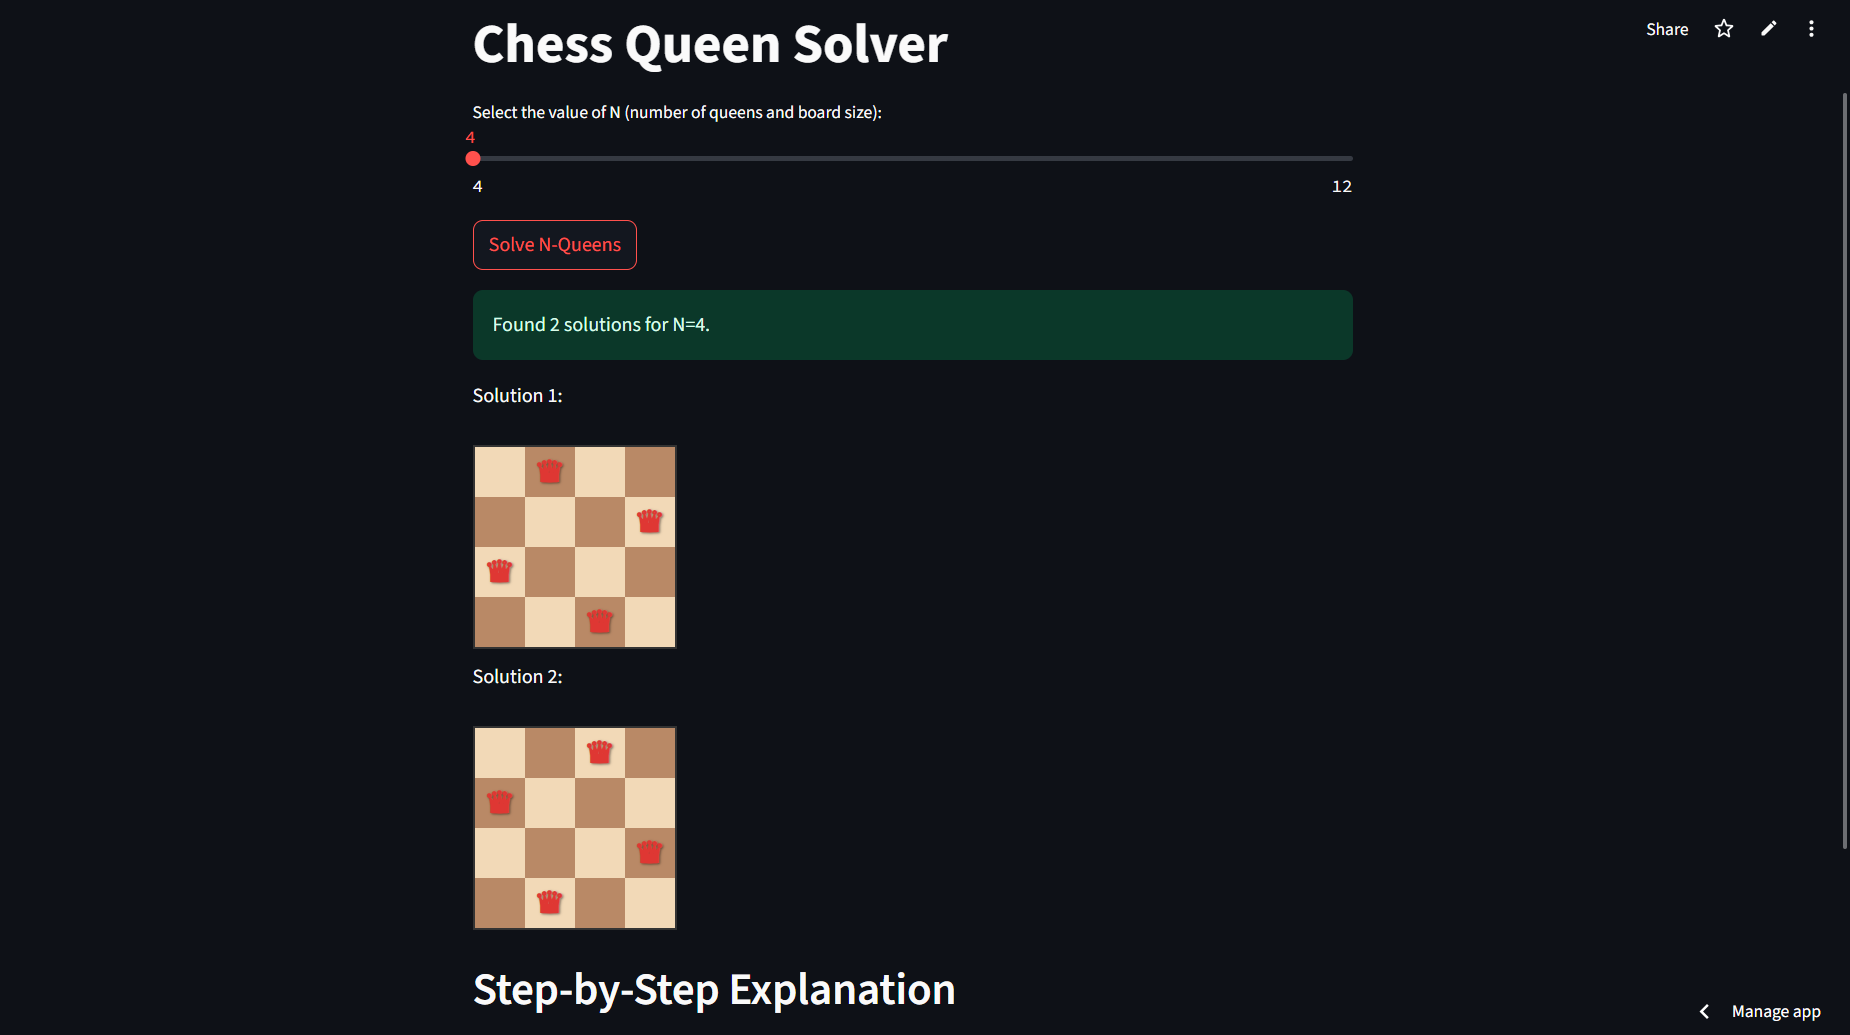 Share
Chess Queen Solver
Select the value of N (number of queens and board size):
4
4
12
Solve N-Queens
Found 2 solutions for N=4.
Solution 1:
Solution 2:
Step-by-Step Explanation
Manage app